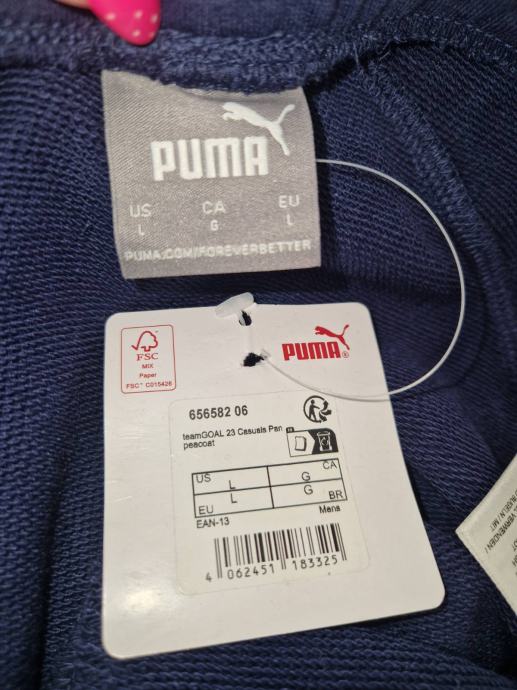 PUMA
US CA EU
L G L
PUMA.COM/FOREVERBETTER
FSC
MIX
Paper
FSC® C015426
PUMA®
656582 06
teamGOAL 23 Casuals Pan
peacoat
US L G CA
EU L G BR
EAN-13 Mens
4 062451 183325